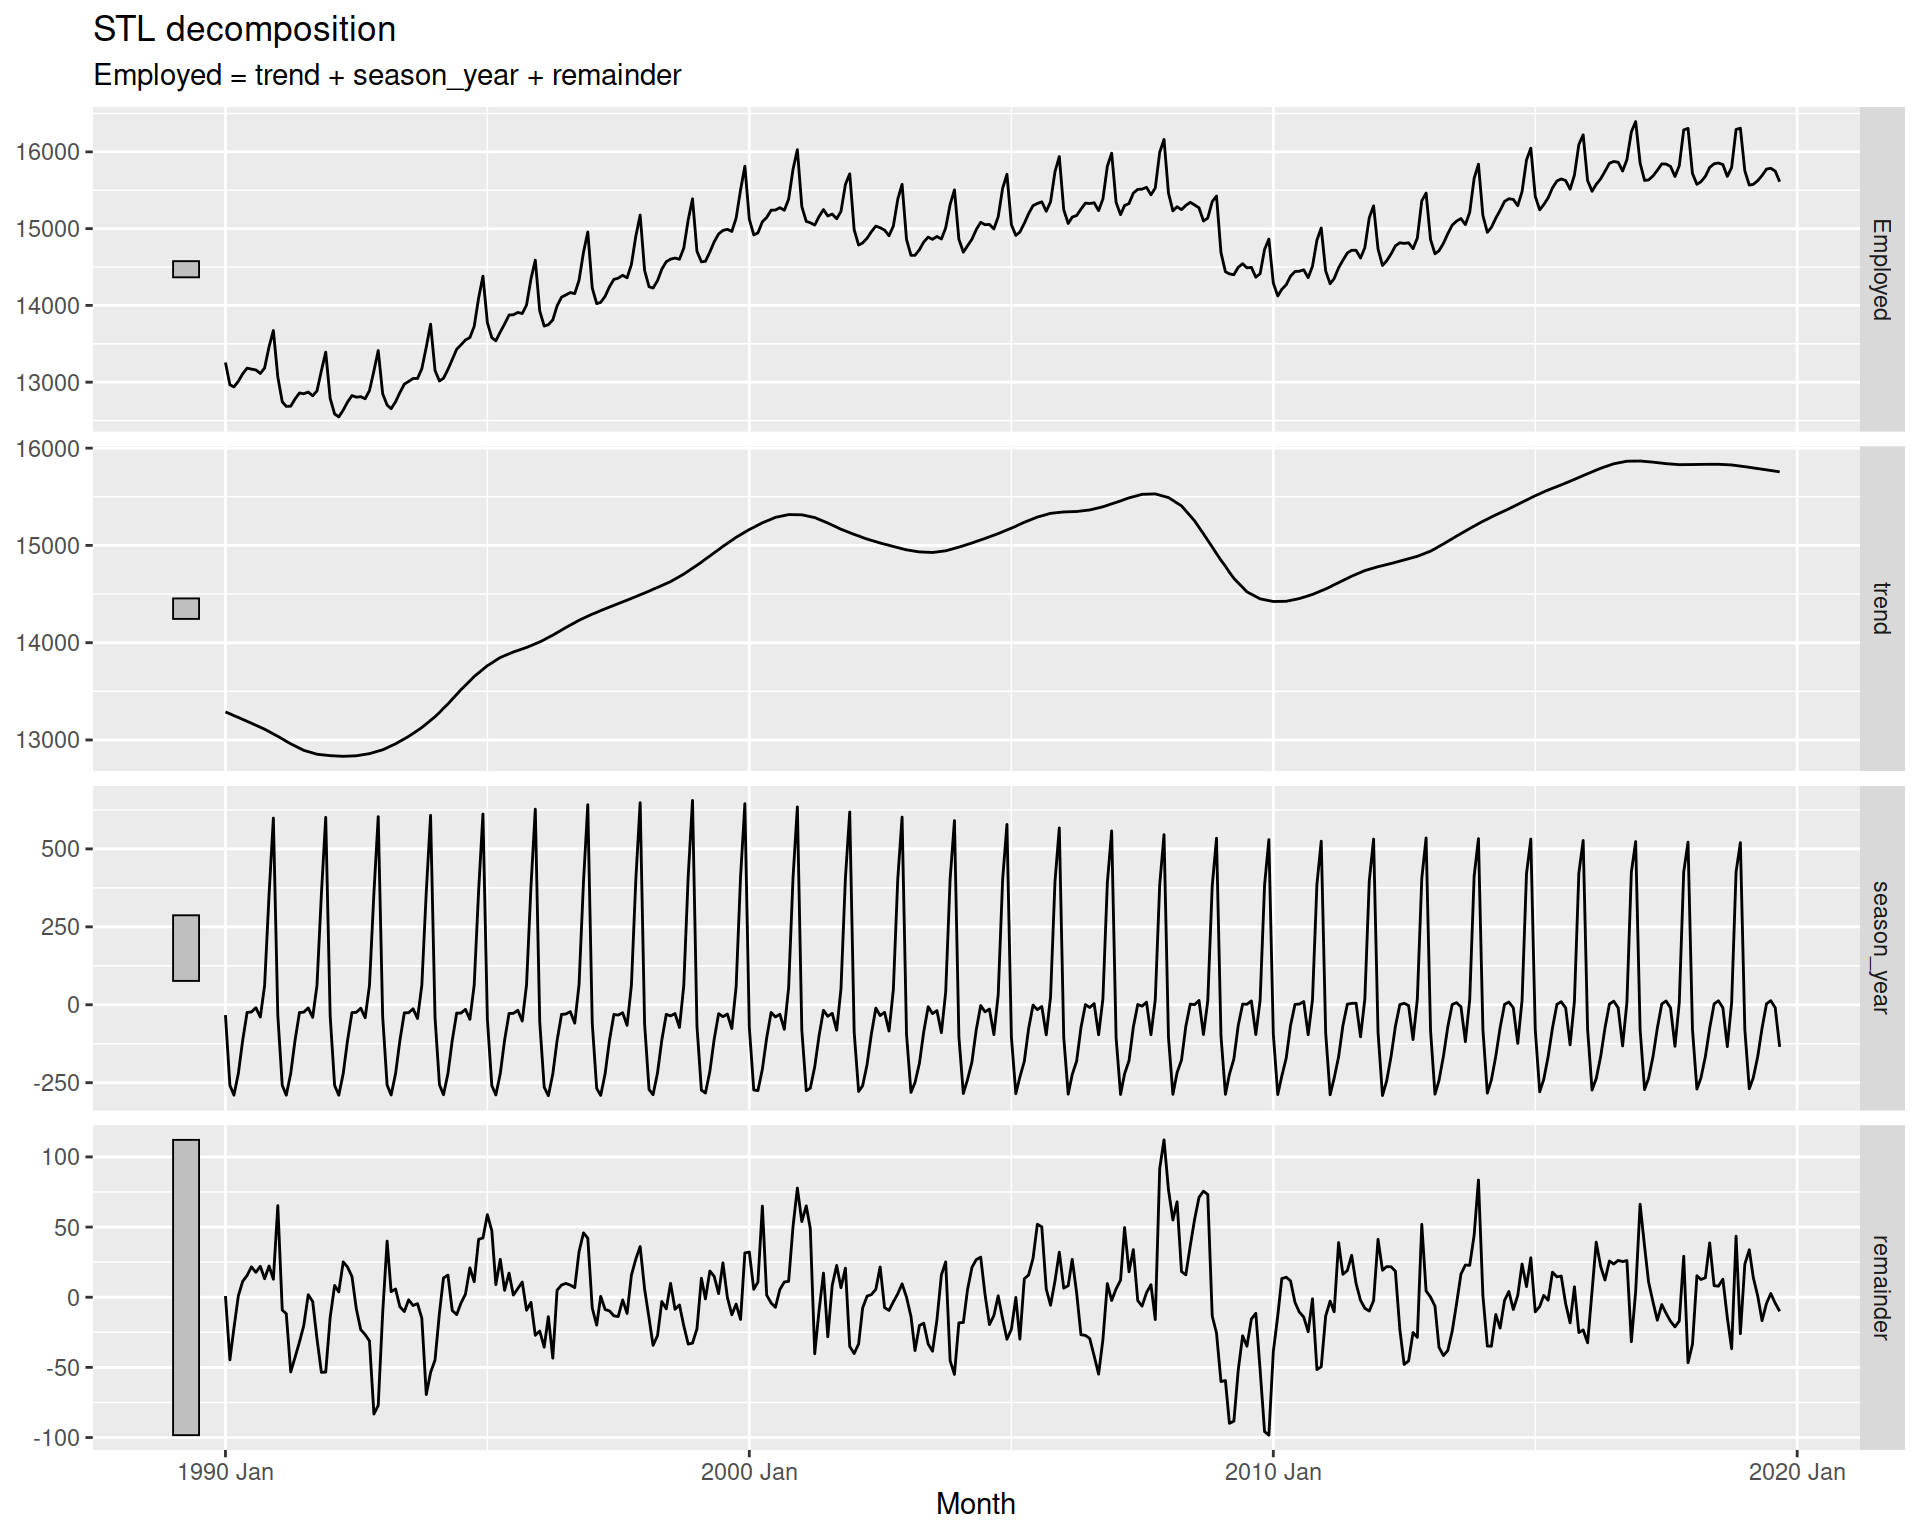 STL decomposition
Employed = trend + season_year + remainder
16000
15000
14000
13000
Employed
16000
15000
14000
13000
trend
500
250
0
-250
season_year
100
50
0
-50
-100
remainder
1990 Jan
2000 Jan
2010 Jan
2020 Jan
Month